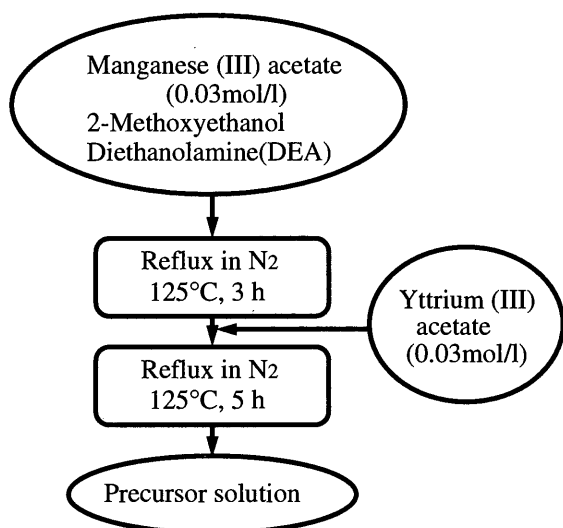 Manganese (III) acetate
(0.03mol/l)
2-Methoxyethanol
Diethanolamine(DEA)
Reflux in N2
125°C, 3 h
Yttrium (III)
acetate
(0.03mol/l)
Reflux in N2
125°C, 5 h
Precursor solution